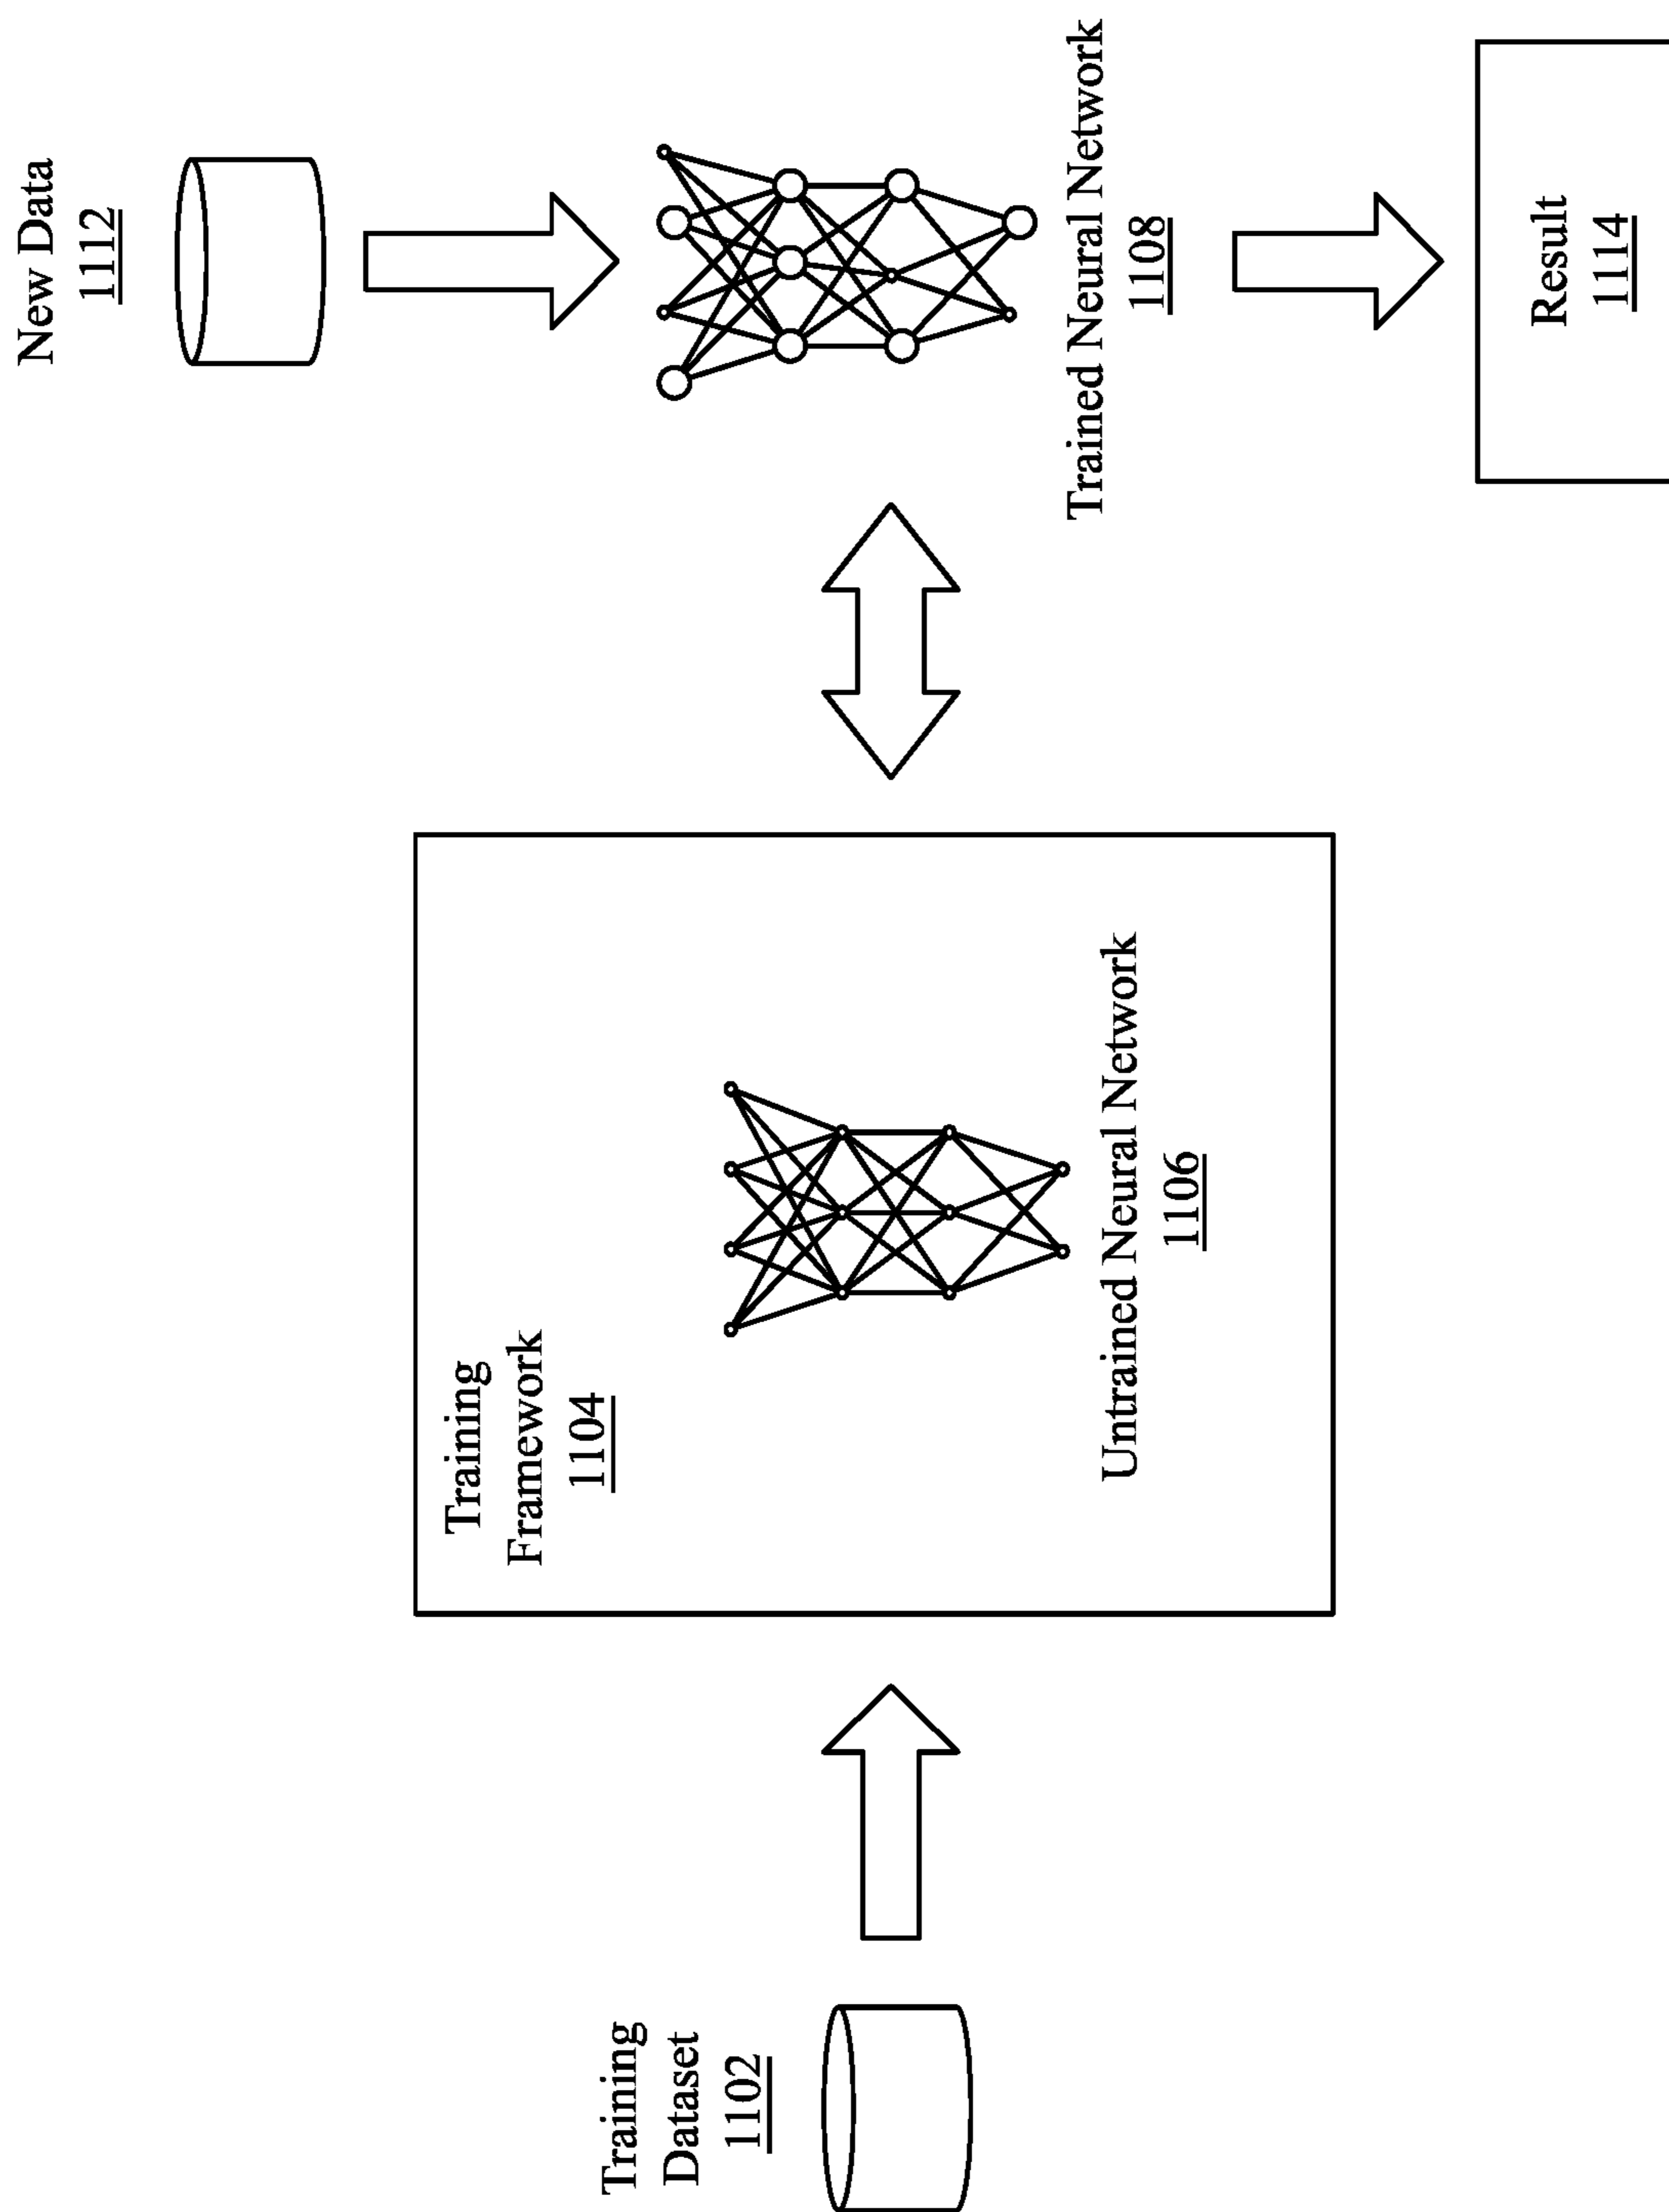 Training
Dataset
1102
Training
Framework
1104
Untrained Neural Network
1106
New Data
1112
Trained Neural Network
1108
Result
1114